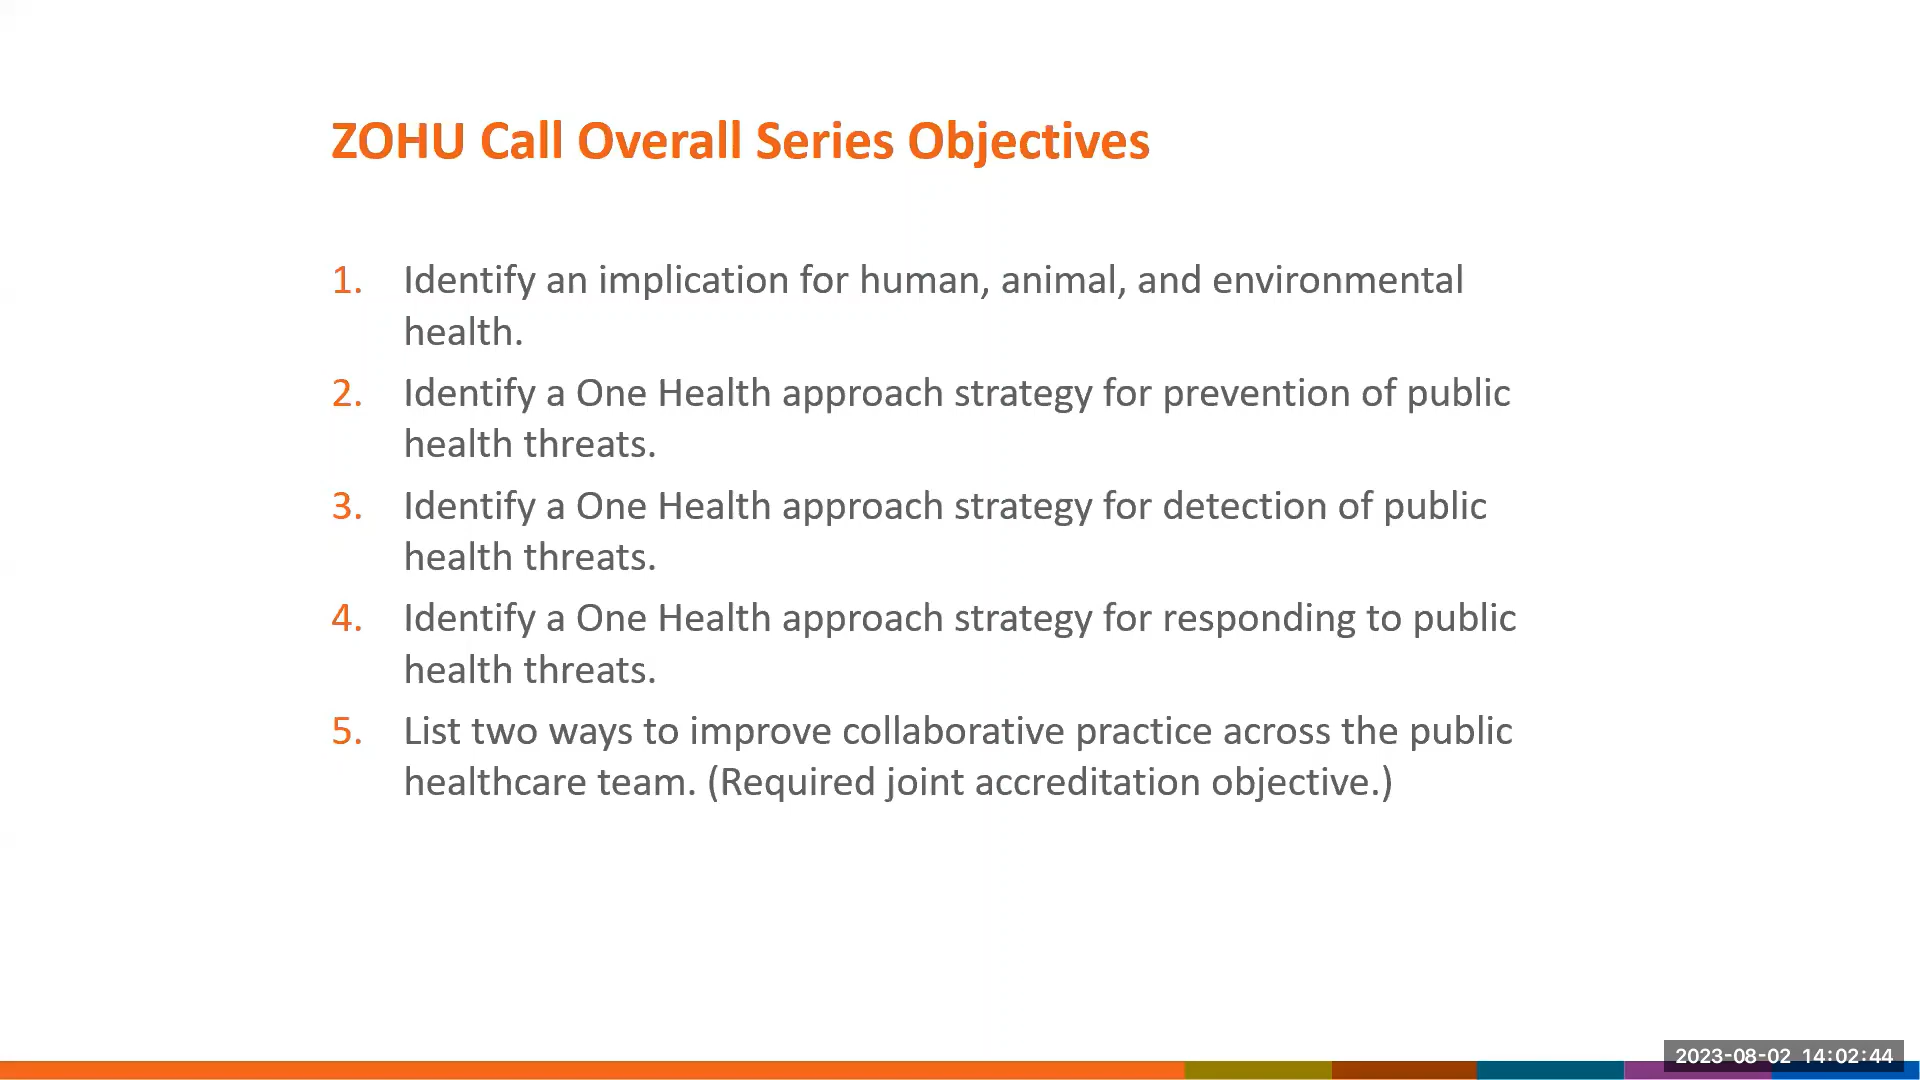 ZOHU Call Overall Series Objectives
1. Identify an implication for human, animal, and environmental
health.
2. Identify a One Health approach strategy for prevention of public
health threats.
3. Identify a One Health approach strategy for detection of public
health threats.
4. Identify a One Health approach strategy for responding to public
health threats.
5. List two ways to improve collaborative practice across the public
healthcare team. (Required joint accreditation objective.)
2023-08-02 14:02:44